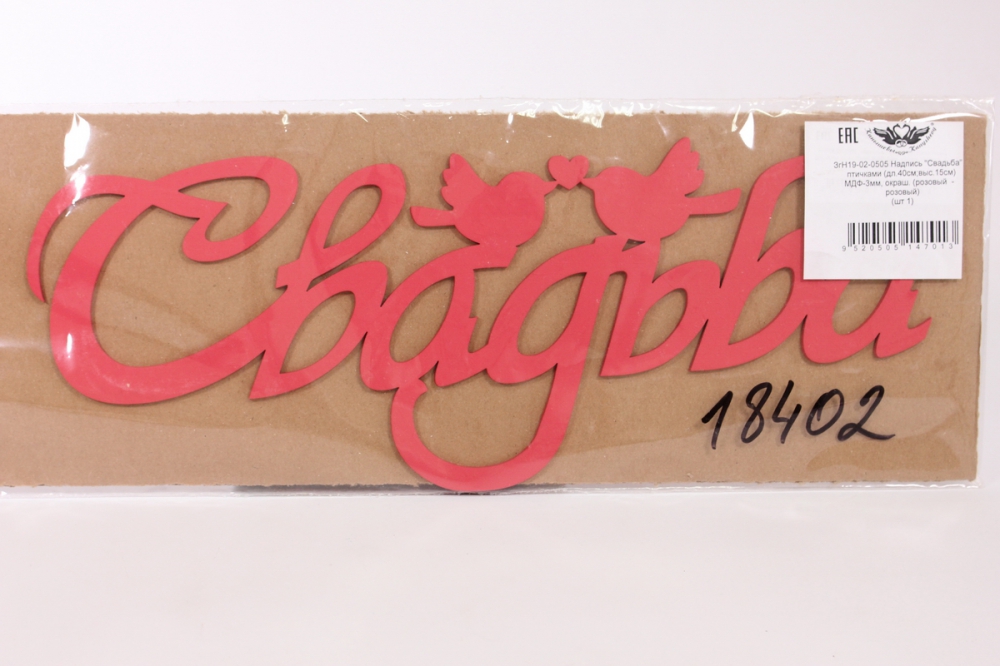 Свадьба
EAC
ЗгН19-02-0505 Надпись "Свадьба"
птичками (дл.40см;выс.15см)
МДФ-3мм, окраш. (розовый -
розовый)
(шт 1)
9 520505 147013
18402